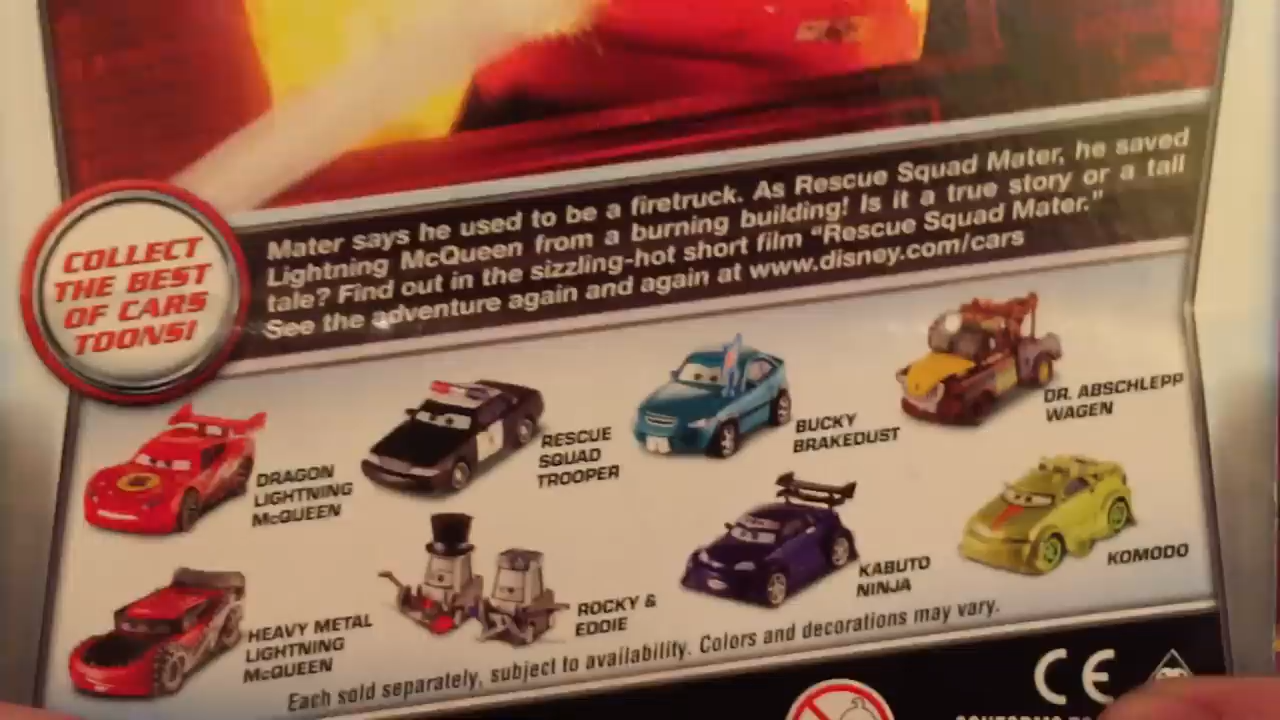 Mater says he used to be a firetruck. As Rescue Squad Mater, he saved
Lightning McQueen from a burning building! Is it a true story or a tall
tale? Find out in the sizzling-hot short film "Rescue Squad Mater."
See the adventure again and again at www.disney.com/cars
COLLECT
THE BEST
OF CARS
TOONS!
DRAGON
LIGHTNING
McQUEEN
RESCUE
SQUAD
TROOPER
BUCKY
BRAKEDUST
DR. ABSCHLEPP
WAGEN
HEAVY METAL
LIGHTNING
McQUEEN
ROCKY &
EDDIE
KABUTO
NINJA
KOMODO
Each sold separately, subject to availability. Colors and decorations may vary.
CE